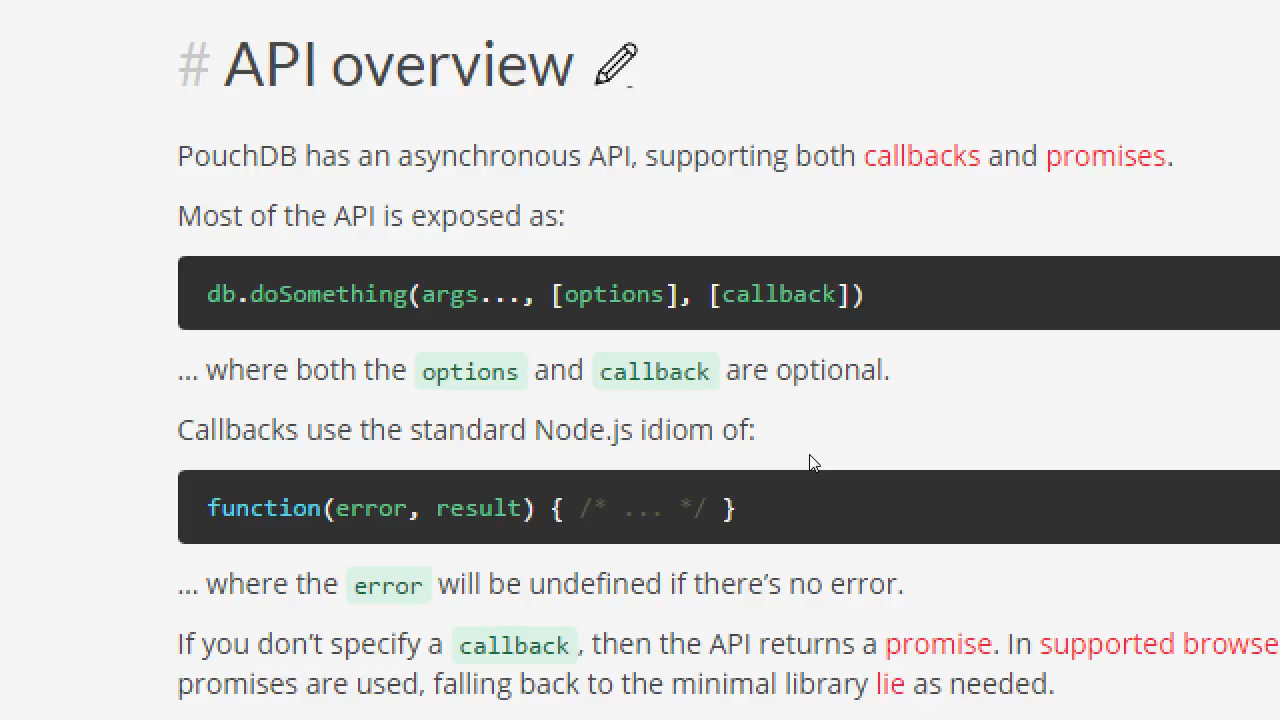 # API overview
PouchDB has an asynchronous API, supporting both callbacks and promises.
Most of the API is exposed as:
db.doSomething(args..., [options], [callback])
... where both the options and callback are optional.
Callbacks use the standard Node.js idiom of:
function(error, result) { /* ... */ }
... where the error will be undefined if there’s no error.
If you don’t specify a callback, then the API returns a promise. In supported browse
promises are used, falling back to the minimal library lie as needed.